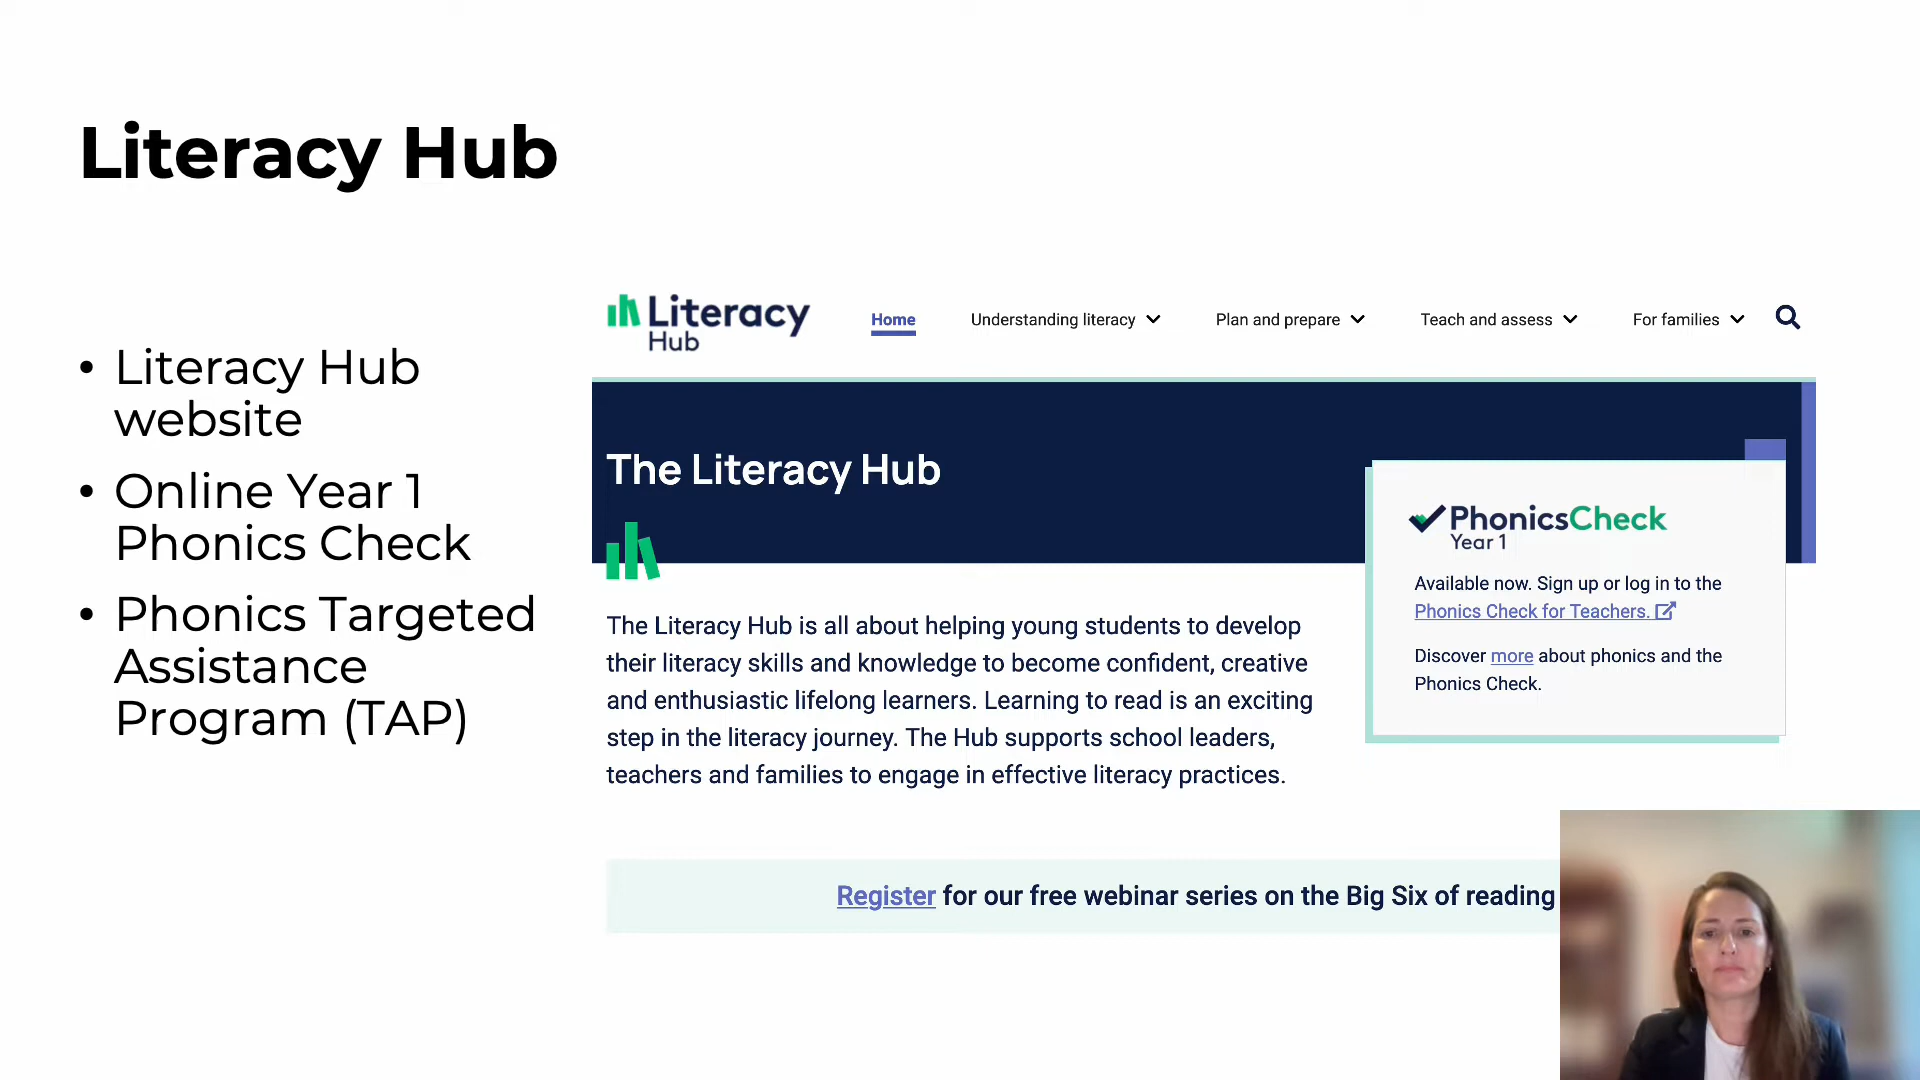 Literacy Hub
• Literacy Hub
website
• Online Year 1
Phonics Check
• Phonics Targeted
Assistance
Program (TAP)
Literacy
Hub
Home
Understanding literacy
Plan and prepare
Teach and assess
For families
The Literacy Hub
PhonicsCheck
Year 1
Available now. Sign up or log in to the
Phonics Check for Teachers.
Discover more about phonics and the
Phonics Check.
The Literacy Hub is all about helping young students to develop
their literacy skills and knowledge to become confident, creative
and enthusiastic lifelong learners. Learning to read is an exciting
step in the literacy journey. The Hub supports school leaders,
teachers and families to engage in effective literacy practices.
Register for our free webinar series on the Big Six of reading